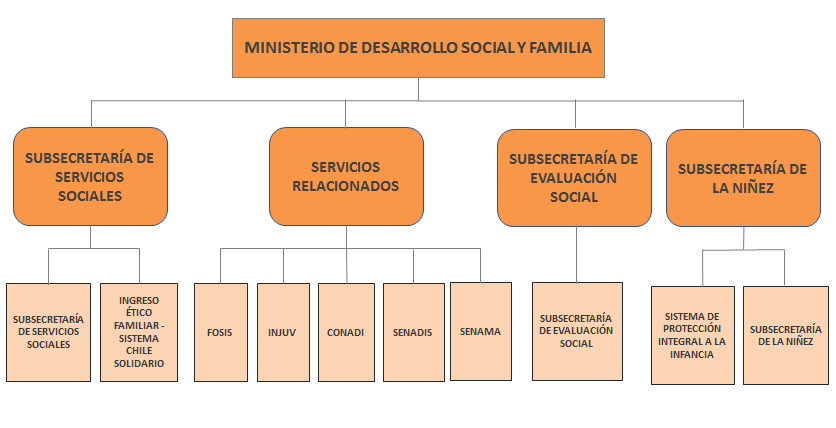 MINISTERIO DE DESARROLLO SOCIAL Y FAMILIA
SUBSECRETARÍA DE
SERVICIOS
SOCIALES
SERVICIOS
RELACIONADOS
SUBSECRETARÍA DE
EVALUACIÓN
SOCIAL
SUBSECRETARÍA DE
LA NIÑEZ
SUBSECRETARÍA
DE SERVICIOS
SOCIALES
INGRESO
ÉTICO
FAMILIAR -
SISTEMA
CHILE
SOLIDARIO
FOSIS
INJUV
CONADI
SENADIS
SENAMA
SUBSECRETARÍA
DE EVALUACIÓN
SOCIAL
SISTEMA DE
PROTECCIÓN
INTEGRAL A LA
INFANCIA
SUBSECRETARÍA
DE LA NIÑEZ